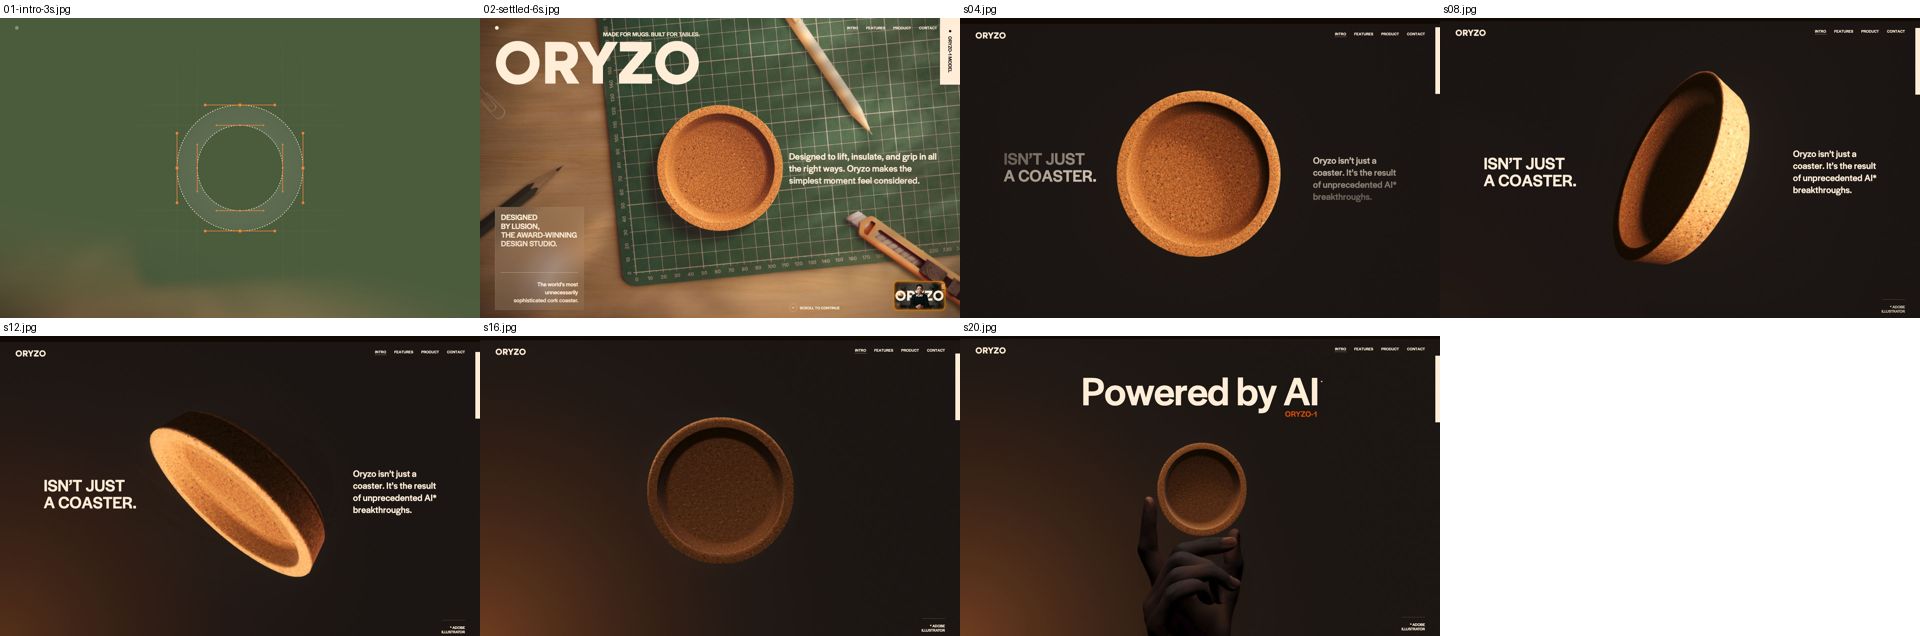 01-intro-3s.jpg
02-settled-6s.jpg
INTRO FEATURES PRODUCT CONTACT
MADE FOR MUGS. BUILT FOR TABLES.
ORYZO
ORYZO-1 MODEL
Designed to lift, insulate, and grip in all
the right ways. Oryzo makes the
simplest moment feel considered.
DESIGNED
BY LUSION,
THE AWARD-WINNING
DESIGN STUDIO.
The world's most
unnecessarily
sophisticated cork coaster.
SCROLL TO CONTINUE
ORYZO
s04.jpg
ORYZO
INTRO FEATURES PRODUCT CONTACT
ISN'T JUST
A COASTER.
Oryzo isn't just a
coaster. It's the result
of unprecedented AI*
breakthroughs.
s08.jpg
ORYZO
INTRO FEATURES PRODUCT CONTACT
ISN'T JUST
A COASTER.
Oryzo isn't just a
coaster. It's the result
of unprecedented AI*
breakthroughs.
* ADOBE
ILLUSTRATOR
s12.jpg
ORYZO
INTRO FEATURES PRODUCT CONTACT
ISN'T JUST
A COASTER.
Oryzo isn't just a
coaster. It's the result
of unprecedented AI*
breakthroughs.
* ADOBE
ILLUSTRATOR
s16.jpg
ORYZO
INTRO FEATURES PRODUCT CONTACT
* ADOBE
ILLUSTRATOR
s20.jpg
ORYZO
INTRO FEATURES PRODUCT CONTACT
Powered by AI
ORYZO-1
* ADOBE
ILLUSTRATOR